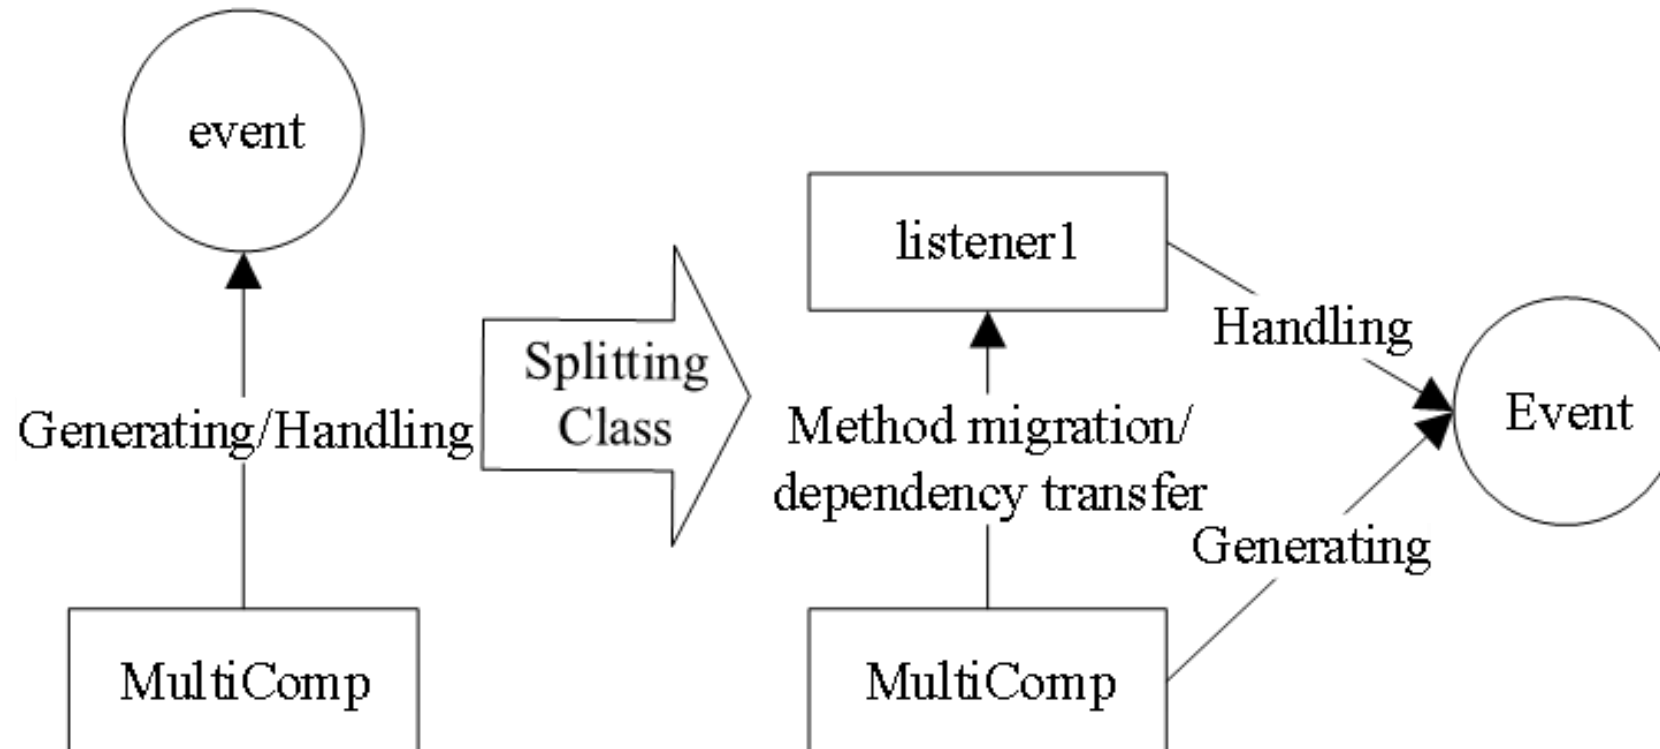 event
Generating/Handling
MultiComp
Splitting
Class
listener1
Method migration/
dependency transfer
MultiComp
Handling
Generating
Event